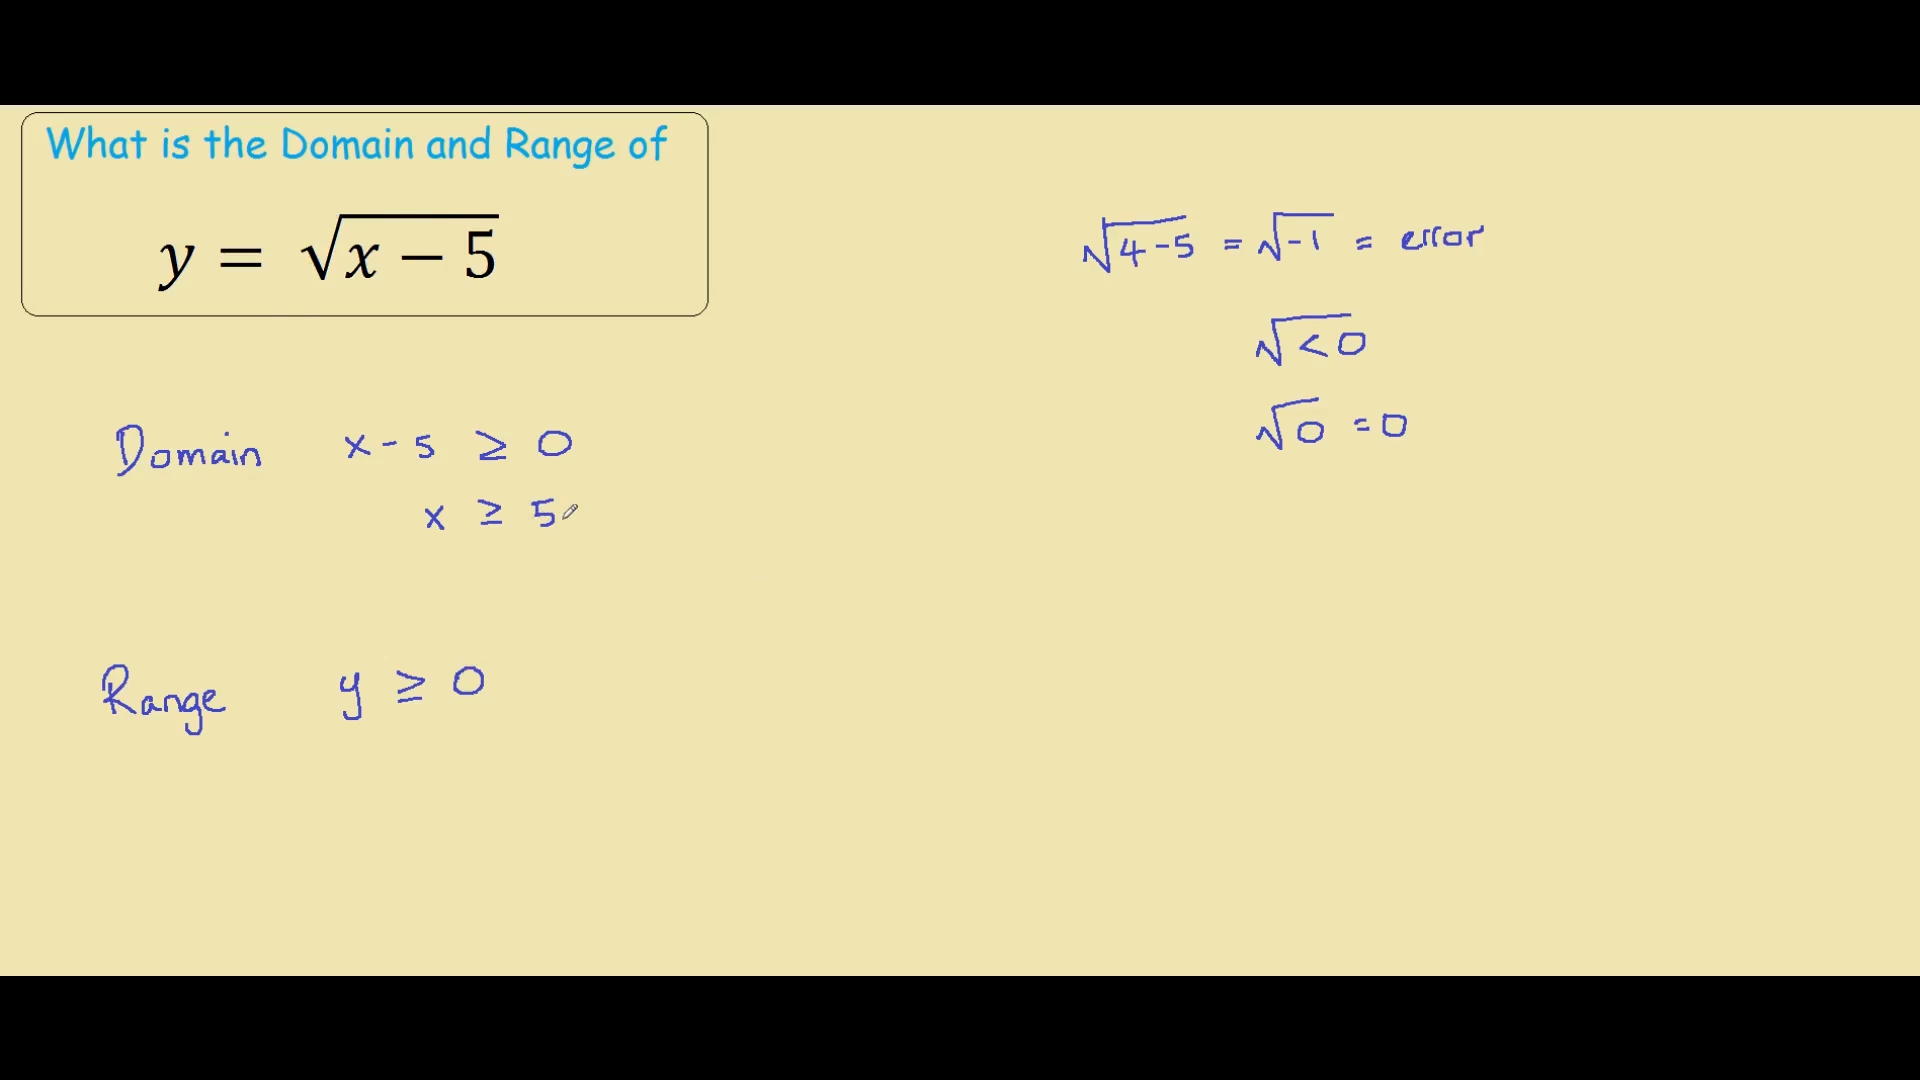 What is the Domain and Range of
y = √x − 5
√4-5 = √-1 = error
√<0
√0 = 0
Domain x - 5 ≥ 0
x ≥ 5
Range y ≥ 0